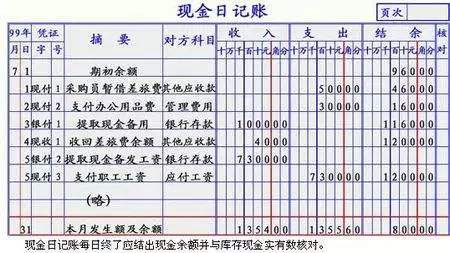 现金日记账 页次
99年 凭证 摘要 对方科目 收入 支出 结余 核对
月 日 字 号 十万千百十元角分 十万千百十元角分 十万千百十元角分
7 1 期初余额 96000
1 现付 1 采购员暂借差旅费 其他应收款 50000 46000
2 现付 2 支付办公用品费 管理费用 30000 16000
3 银付 1 提取现金备用 银行存款 100000 116000
4 现收 1 收回差旅费余额 其他应收款 4000 120000
5 银付 2 提取现金备发工资 银行存款 730000
5 现付 3 支付职工工资 应付工资 730000 120000
(略)
31 本月发生额及余额 1135400 1135560 80000
现金日记账每日终了应结出现金余额并与库存现金实有数核对。